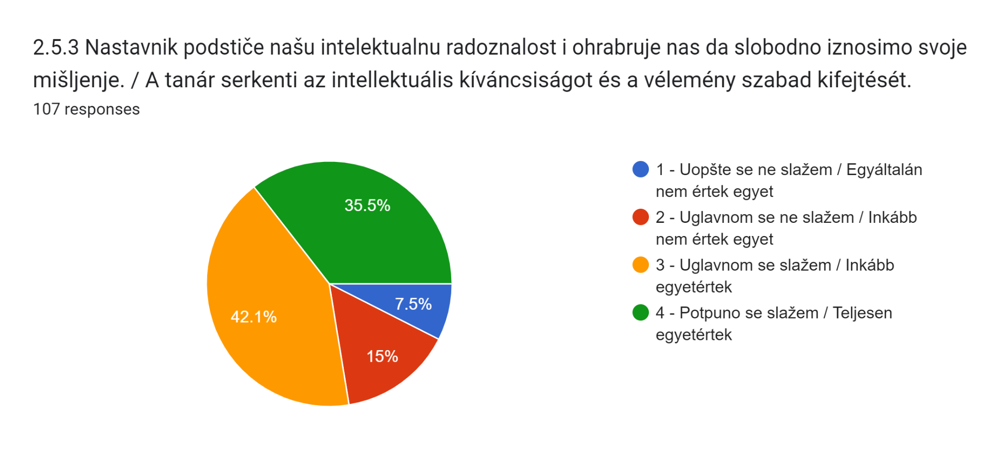 2.5.3 Nastavnik podstiče našu intelektualnu radoznalost i ohrabruje nas da slobodno iznosimo svoje
mišljenje. / A tanár serkenti az intellektuális kíváncsiságot és a vélemény szabad kifejtését.
107 responses
35.5%
7.5%
42.1%
15%
1 - Uopšte se ne slažem / Egyáltalán
nem értek egyet
2 - Uglavnom se ne slažem / Inkább
nem értek egyet
3 - Uglavnom se slažem / Inkább
egyetértek
4 - Potpuno se slažem / Teljesen
egyetértek